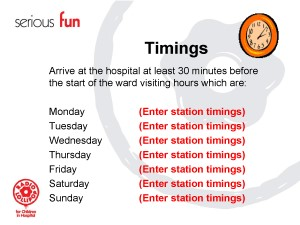 serious fun
Timings
Arrive at the hospital at least 30 minutes before
the start of the ward visiting hours which are:
Monday (Enter station timings)
Tuesday (Enter station timings)
Wednesday (Enter station timings)
Thursday (Enter station timings)
Friday (Enter station timings)
Saturday (Enter station timings)
Sunday (Enter station timings)
RADIO
LOLLIPOP
for Children
in Hospital